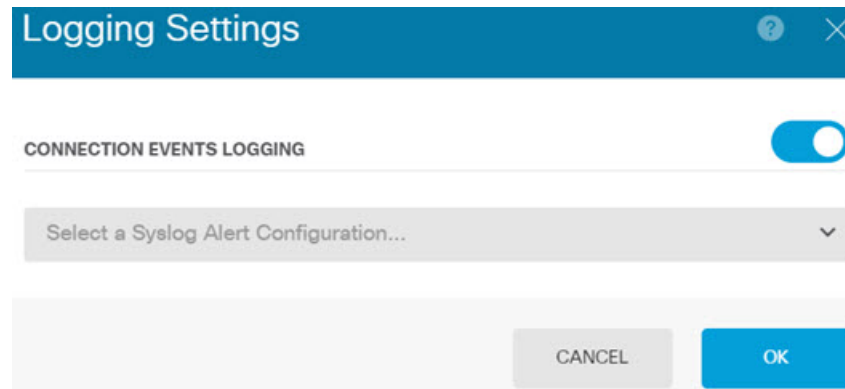 Logging Settings
?
CONNECTION EVENTS LOGGING
Select a Syslog Alert Configuration...
CANCEL
OK